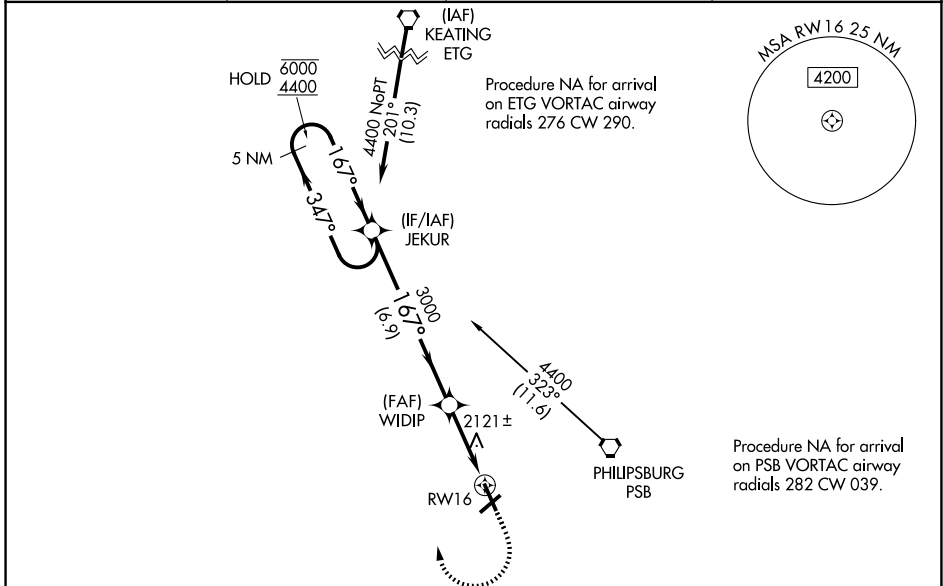 (IAF)
KEATING
ETG
MSA RW16 25 NM
4200
HOLD 6000
4400
4400 NoPT
201°
(10.3)
Procedure NA for arrival
on ETG VORTAC airway
radials 276 CW 290.
5 NM
167°
347°
(IF/IAF)
JEKUR
3000
167°
(6.9)
4400
323°
(11.6)
(FAF)
WIDIP
2121±
PHILIPSBURG
PSB
Procedure NA for arrival
on PSB VORTAC airway
radials 282 CW 039.
RW16